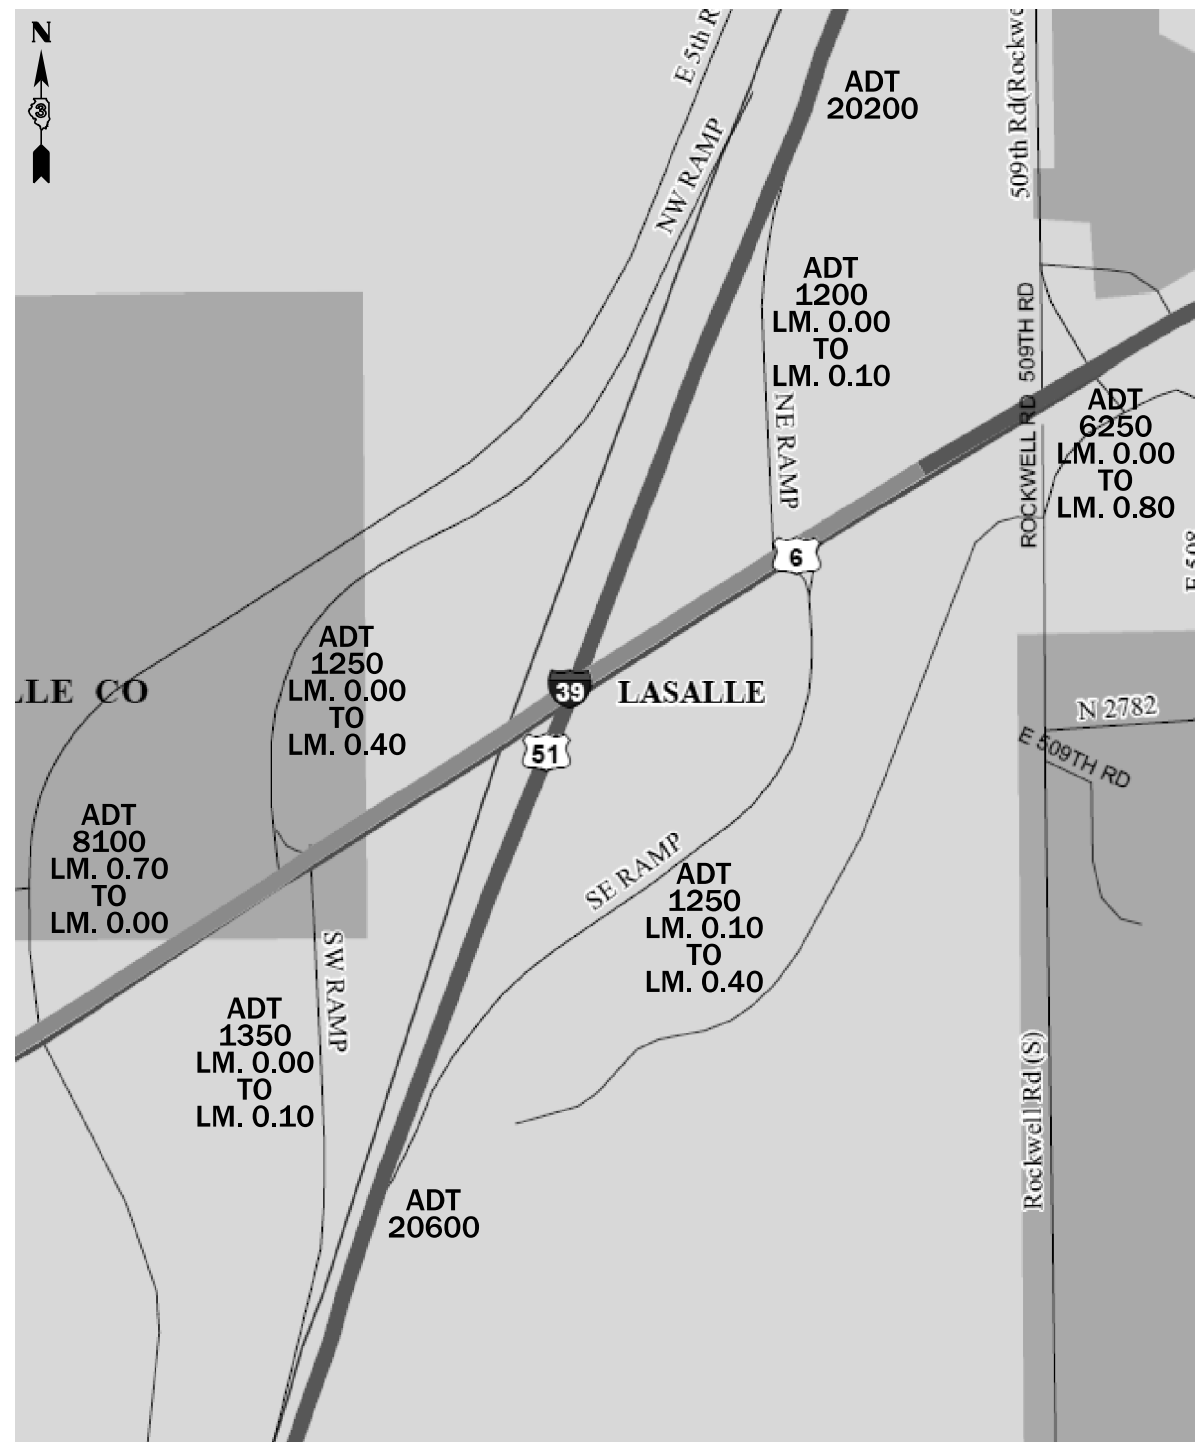 N
3
E 5th R
NW RAMP
ADT
20200
509th Rd(Rockwo
ADT
1200
LM. 0.00
TO
LM. 0.10
NE RAMP
ROCKWELL RD 509TH RD
ADT
6250
LM. 0.00
TO
LM. 0.80
6
E 508
ADT
1250
LM. 0.00
TO
LM. 0.40
LLE CO
39
LASALLE
51
N 2782
E 509TH RD
ADT
8100
LM. 0.70
TO
LM. 0.00
SE RAMP
ADT
1250
LM. 0.10
TO
LM. 0.40
SW RAMP
ADT
1350
LM. 0.00
TO
LM. 0.10
Rockwell Rd (S)
ADT
20600